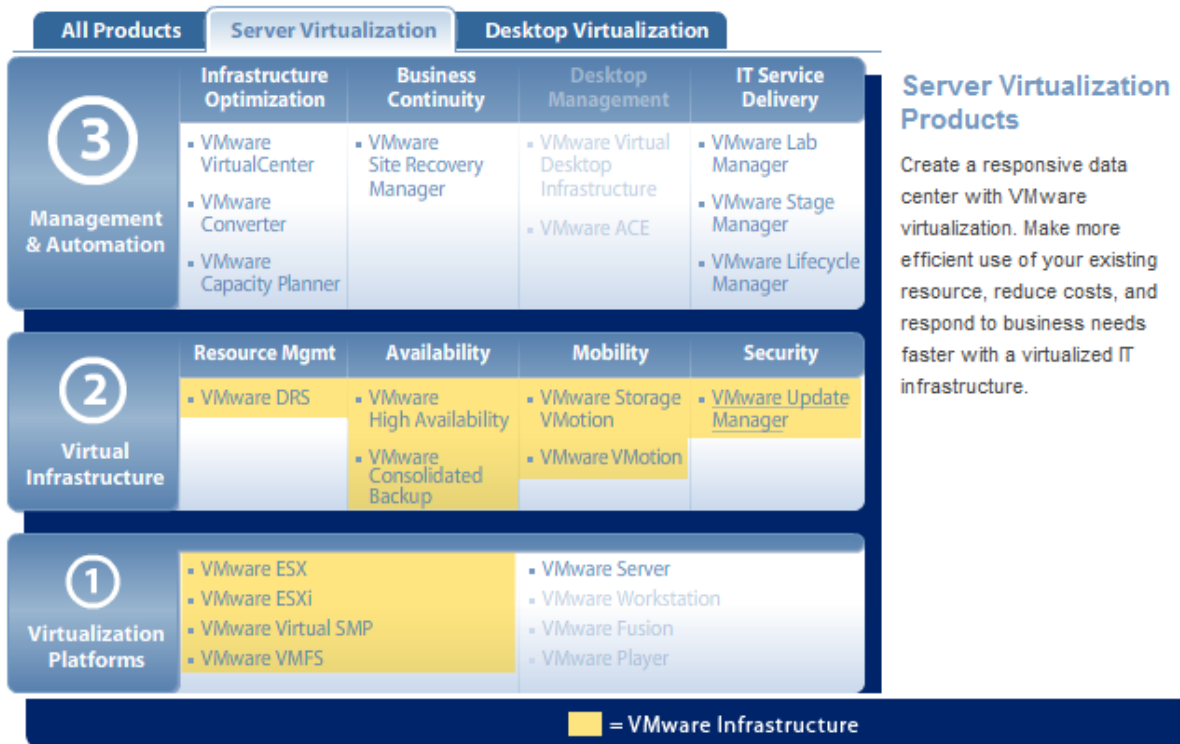 All Products
Server Virtualization
Desktop Virtualization
3
Management
& Automation
Infrastructure
Optimization
VMware
VirtualCenter
VMware
Converter
VMware
Capacity Planner
Business
Continuity
VMware
Site Recovery
Manager
Desktop
Management
VMware Virtual
Desktop
Infrastructure
VMware ACE
IT Service
Delivery
VMware Lab
Manager
VMware Stage
Manager
VMware Lifecycle
Manager
2
Virtual
Infrastructure
Resource Mgmt
VMware DRS
Availability
VMware
High Availability
VMware
Consolidated
Backup
Mobility
VMware Storage
VMotion
VMware VMotion
Security
VMware Update
Manager
1
Virtualization
Platforms
VMware ESX
VMware ESXi
VMware Virtual SMP
VMware VMFS
VMware Server
VMware Workstation
VMware Fusion
VMware Player
= VMware Infrastructure
Server Virtualization
Products
Create a responsive data
center with VMware
virtualization. Make more
efficient use of your existing
resource, reduce costs, and
respond to business needs
faster with a virtualized IT
infrastructure.